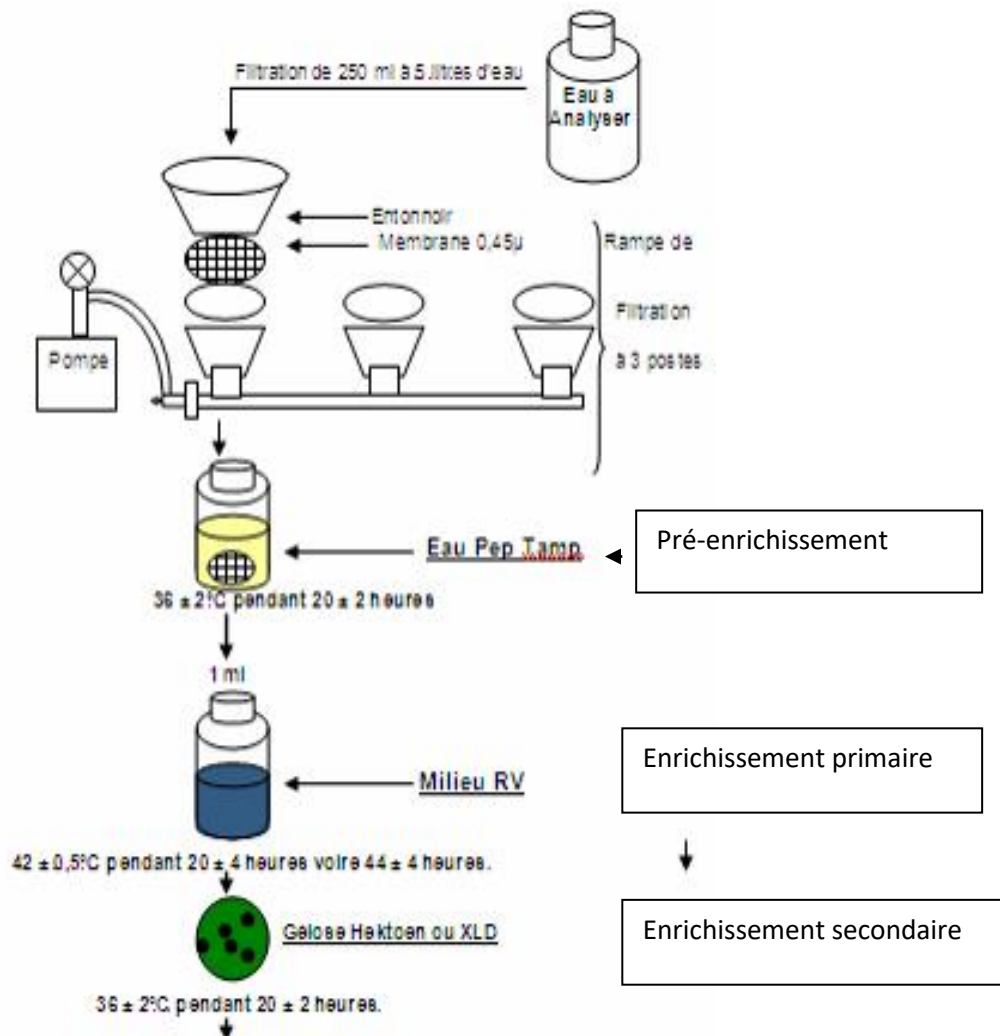 Filtration de 250 ml à 5 litres d'eau
Eau à
Analyser
Entonnoir
Membrane 0,45µ
Rampe de
Filtration
à 3 postes
Pompe
Eau Pep Tamp
Pré-enrichissement
36 ± 2°C pendant 20 ± 2 heures
1 ml
Milieu RV
Enrichissement primaire
42 ± 0,5°C pendant 20 ± 4 heures voire 44 ± 4 heures.
Gélose Hektoen ou XLD
Enrichissement secondaire
36 ± 2°C pendant 20 ± 2 heures.